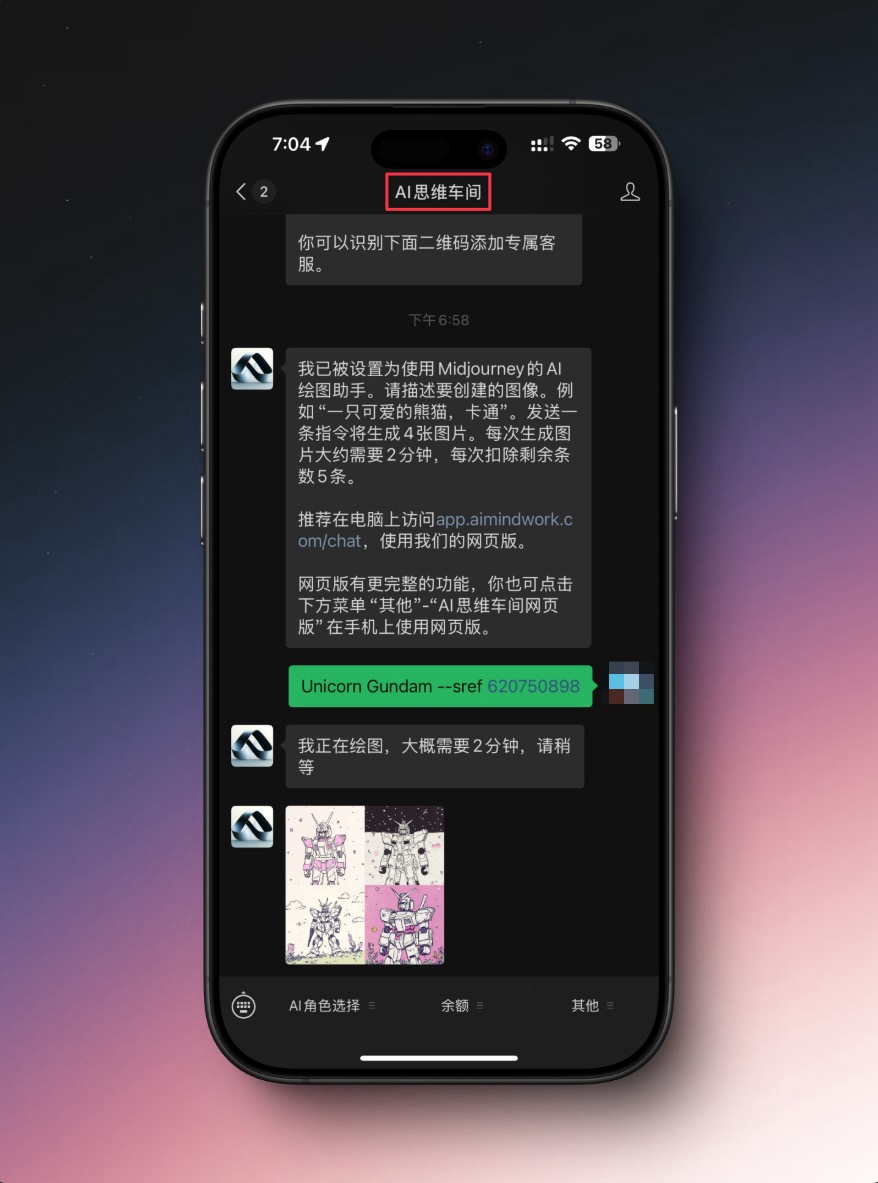 7:04
58
2
AI思维车间
你可以识别下面二维码添加专属客
服。
下午6:58
我已被设置为使用Midjourney的AI
绘图助手。请描述要创建的图像。例
如“一只可爱的熊猫，卡通”。发送一
条指令将生成4张图片。每次生成图
片大约需要2分钟，每次扣除剩余条
数5条。
推荐在电脑上访问app.aimindwork.c
om/chat，使用我们的网页版。
网页版有更完整的功能，你也可点击
下方菜单“其他”-“AI思维车间网页
版”在手机上使用网页版。
Unicorn Gundam --sref 620750898
我正在绘图，大概需要2分钟，请稍
等
AI角色选择
余额
其他